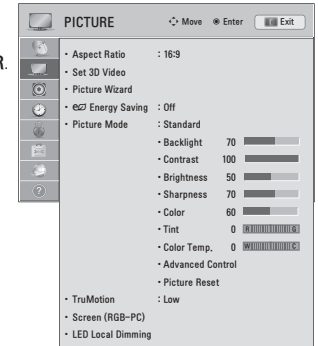 PICTURE Move Enter Exit
R.
• Aspect Ratio : 16:9
• Set 3D Video
• Picture Wizard
• Energy Saving : Off
• Picture Mode : Standard
• Backlight 70
• Contrast 100
• Brightness 50
• Sharpness 70
• Color 60
• Tint 0 R G
• Color Temp. 0 W C
• Advanced Control
• Picture Reset
• TruMotion : Low
• Screen (RGB-PC)
• LED Local Dimming